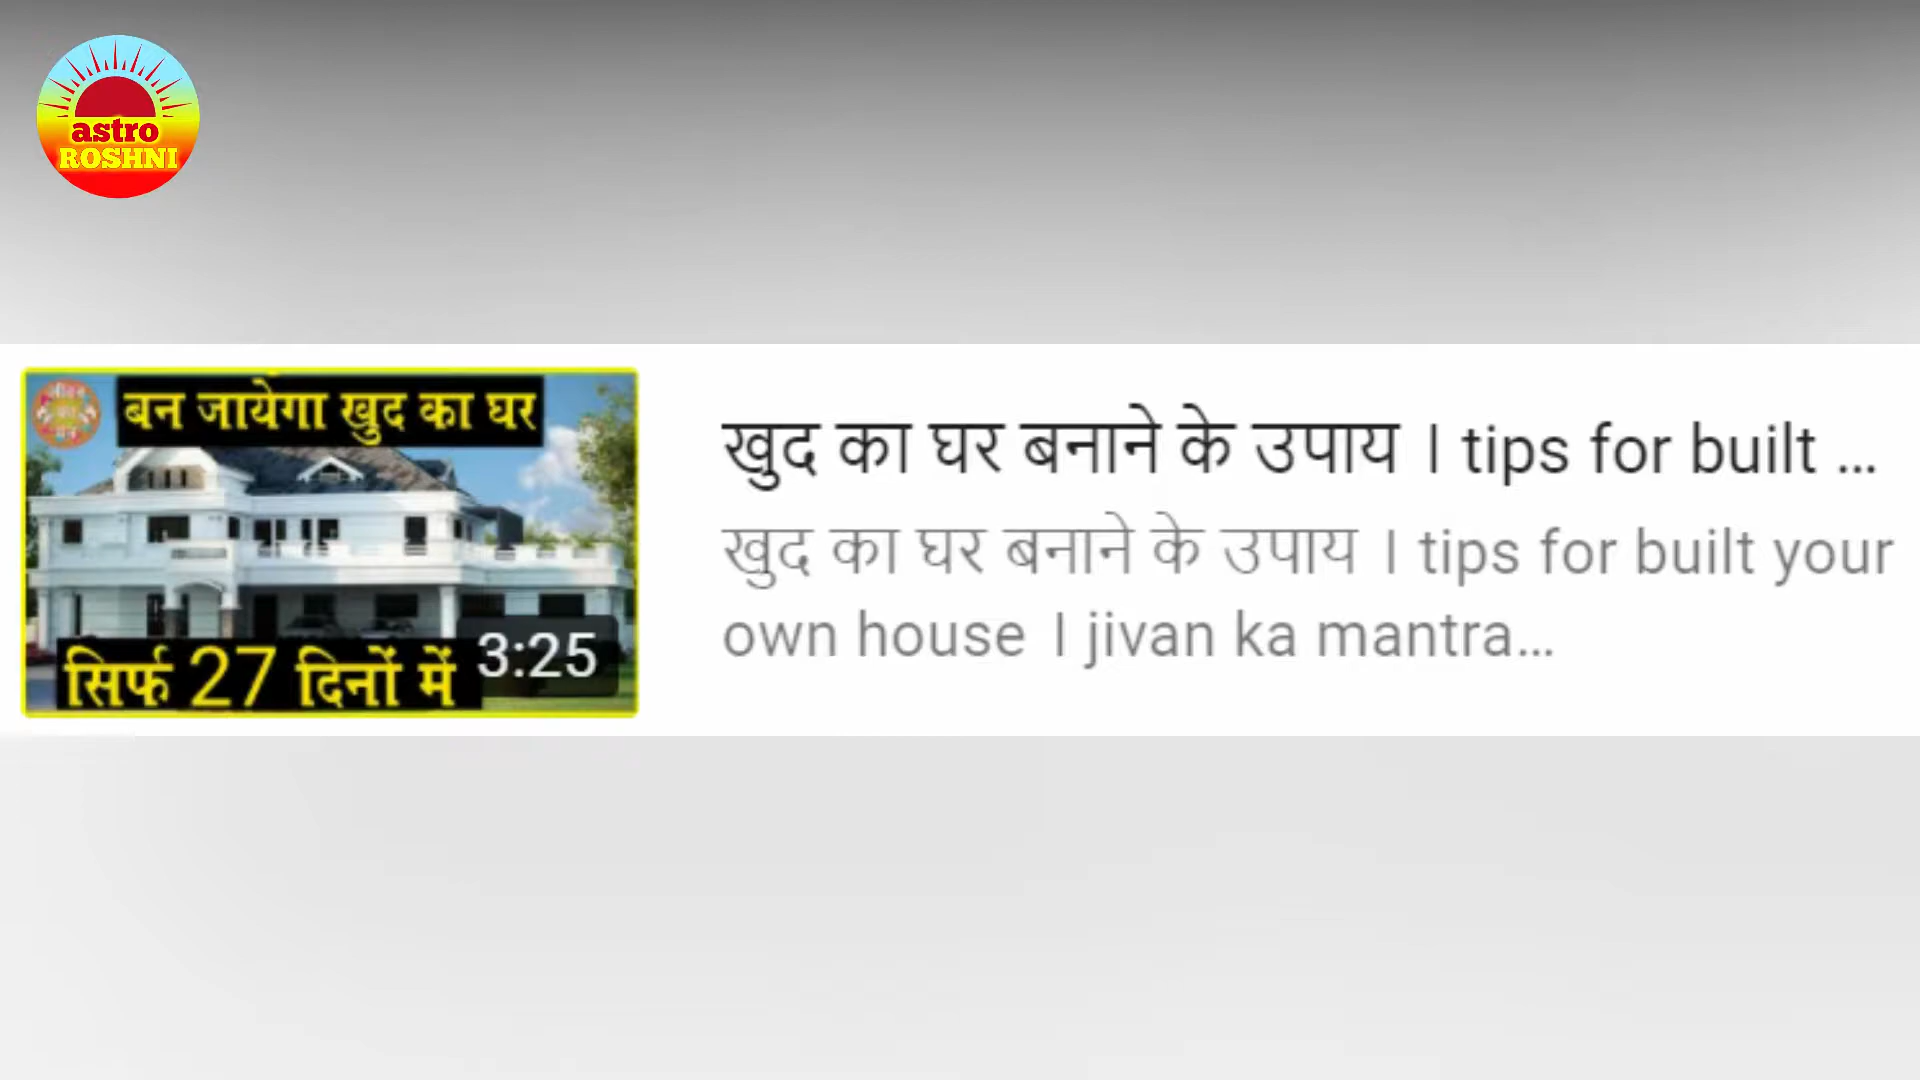 astro
ROSHNI
बन जायेगा खुद का घर
सिर्फ 27 दिनों में
3:25
खुद का घर बनाने के उपाय I tips for built ...
खुद का घर बनाने के उपाय I tips for built your
own house I jivan ka mantra...